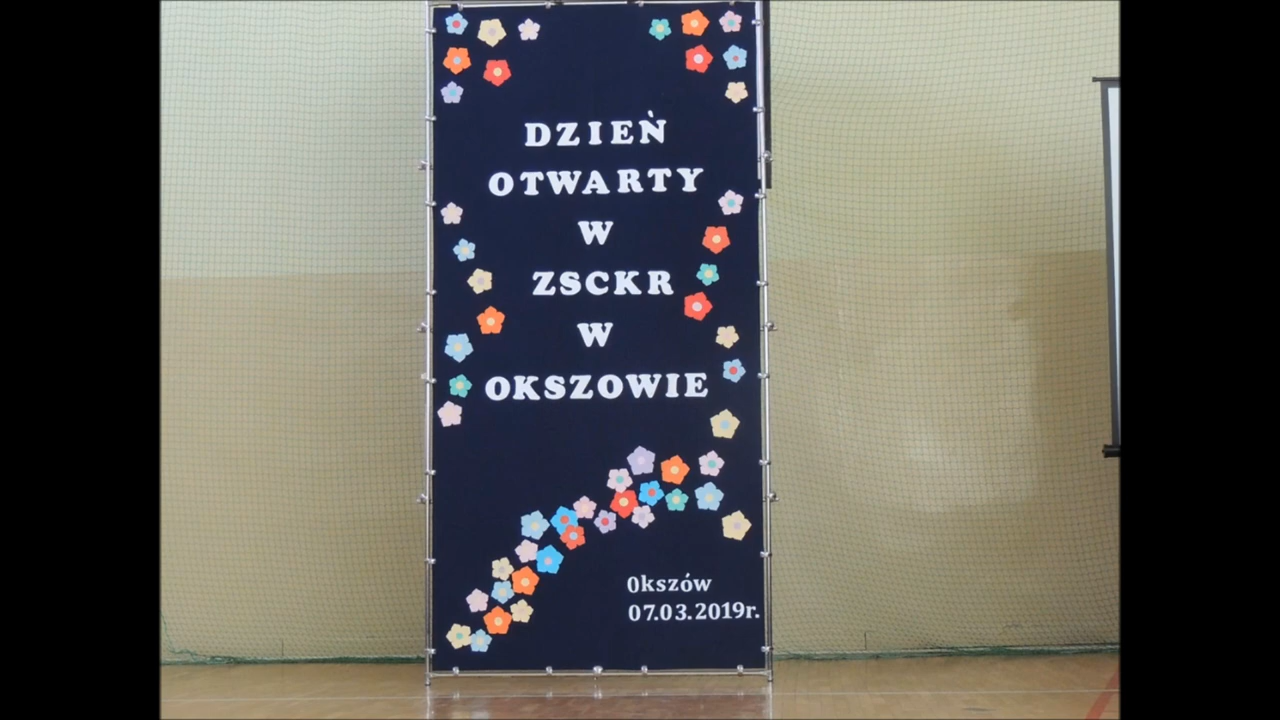 DZIEŃ
OTWARTY
W
ZSCKR
W
OKSZOWIE
Okszów
07.03.2019r.